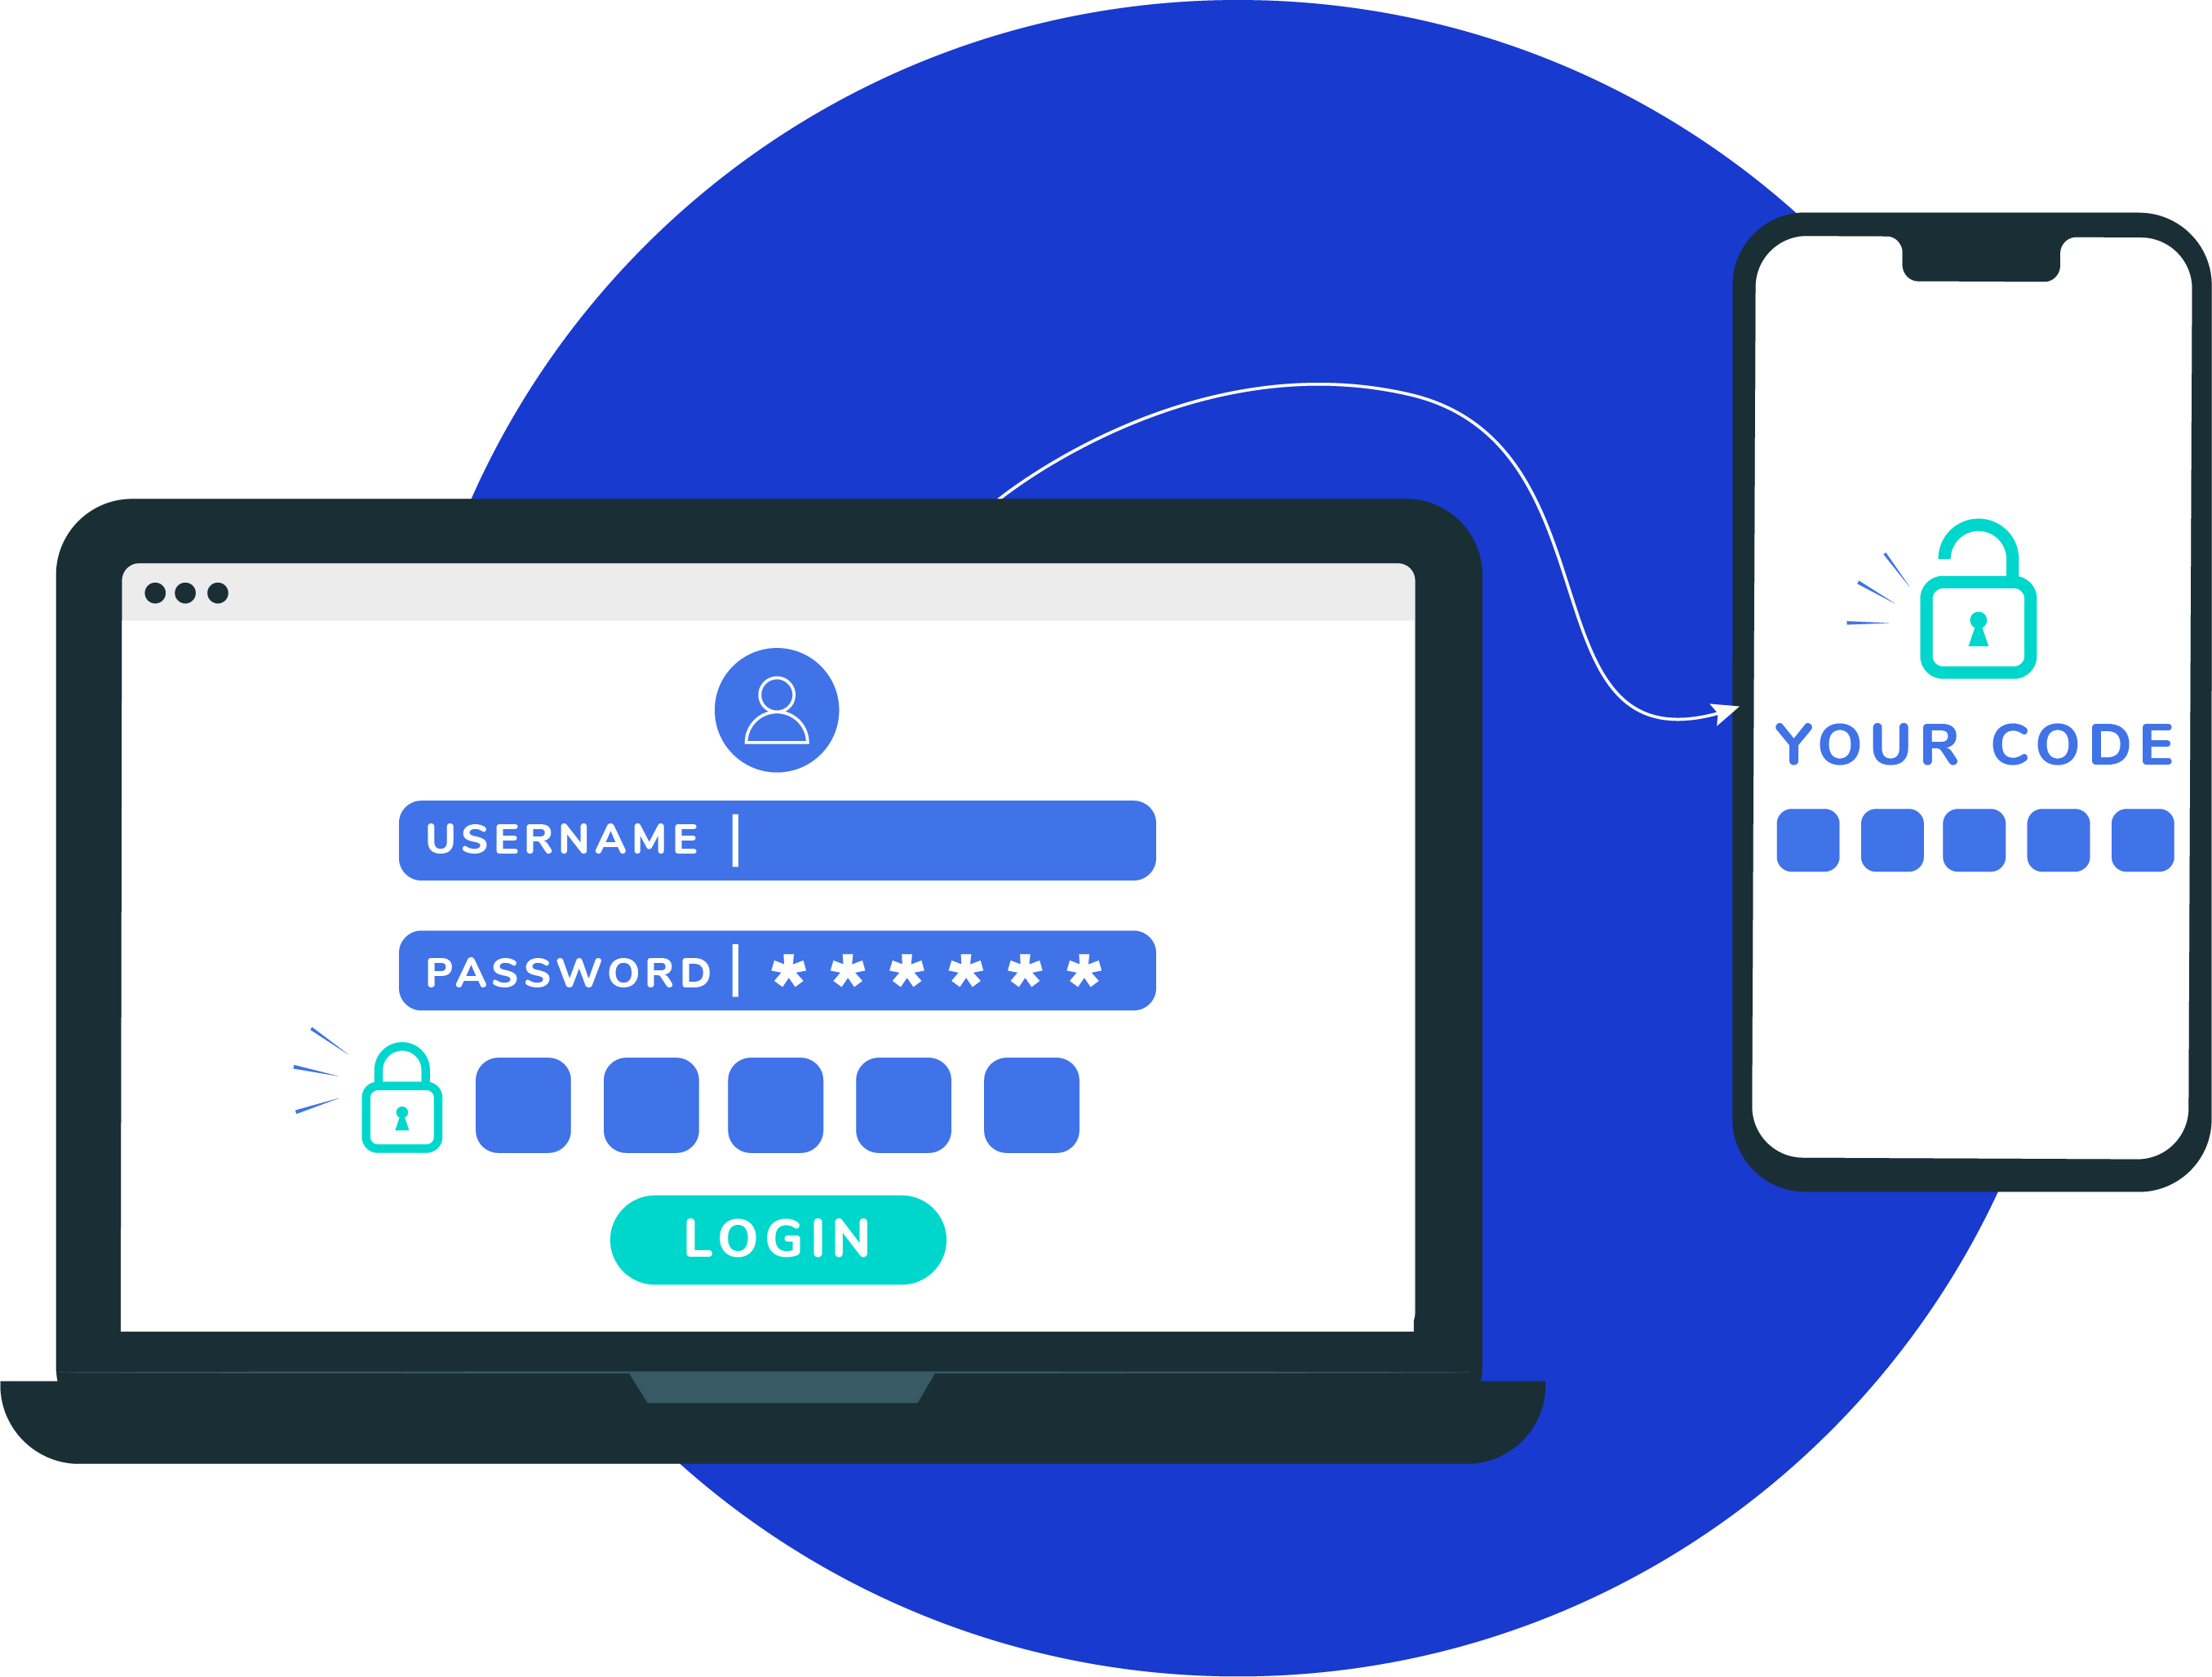 USERNAME
PASSWORD * * * * * *
LOGIN
YOUR CODE